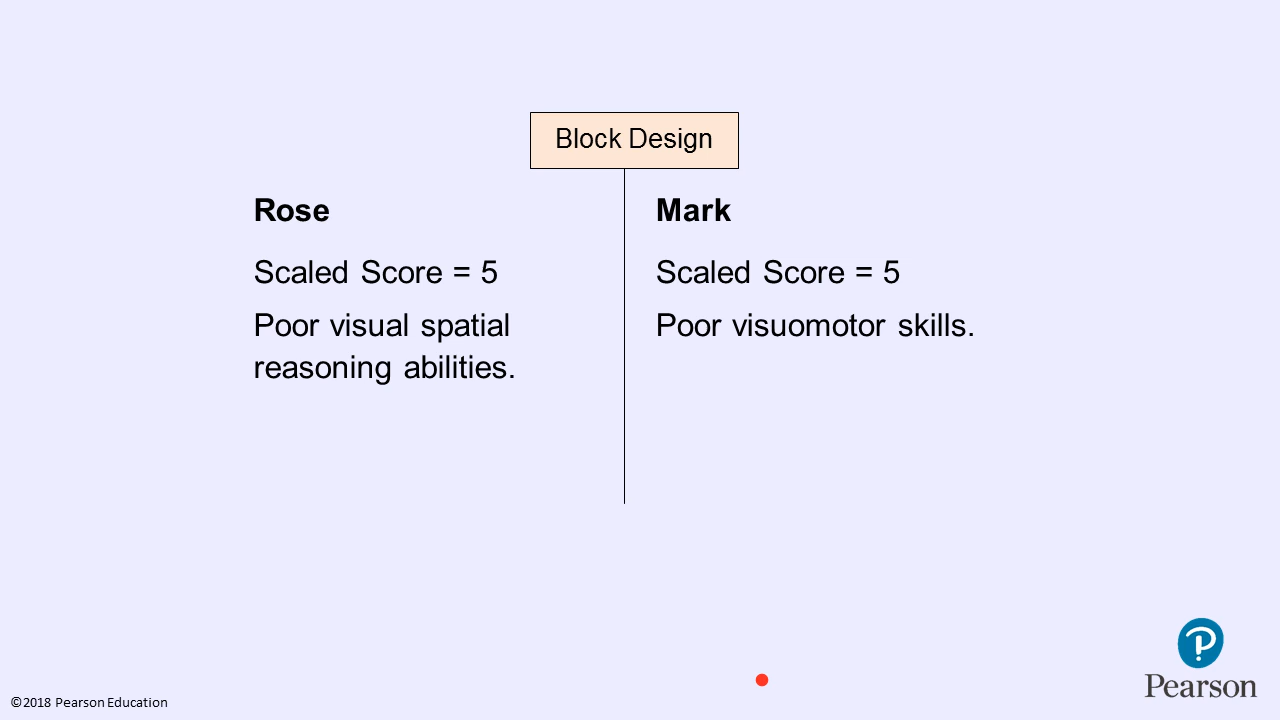 Block Design
Rose
Scaled Score = 5
Poor visual spatial
reasoning abilities.
Mark
Scaled Score = 5
Poor visuomotor skills.
©2018 Pearson Education
P
Pearson